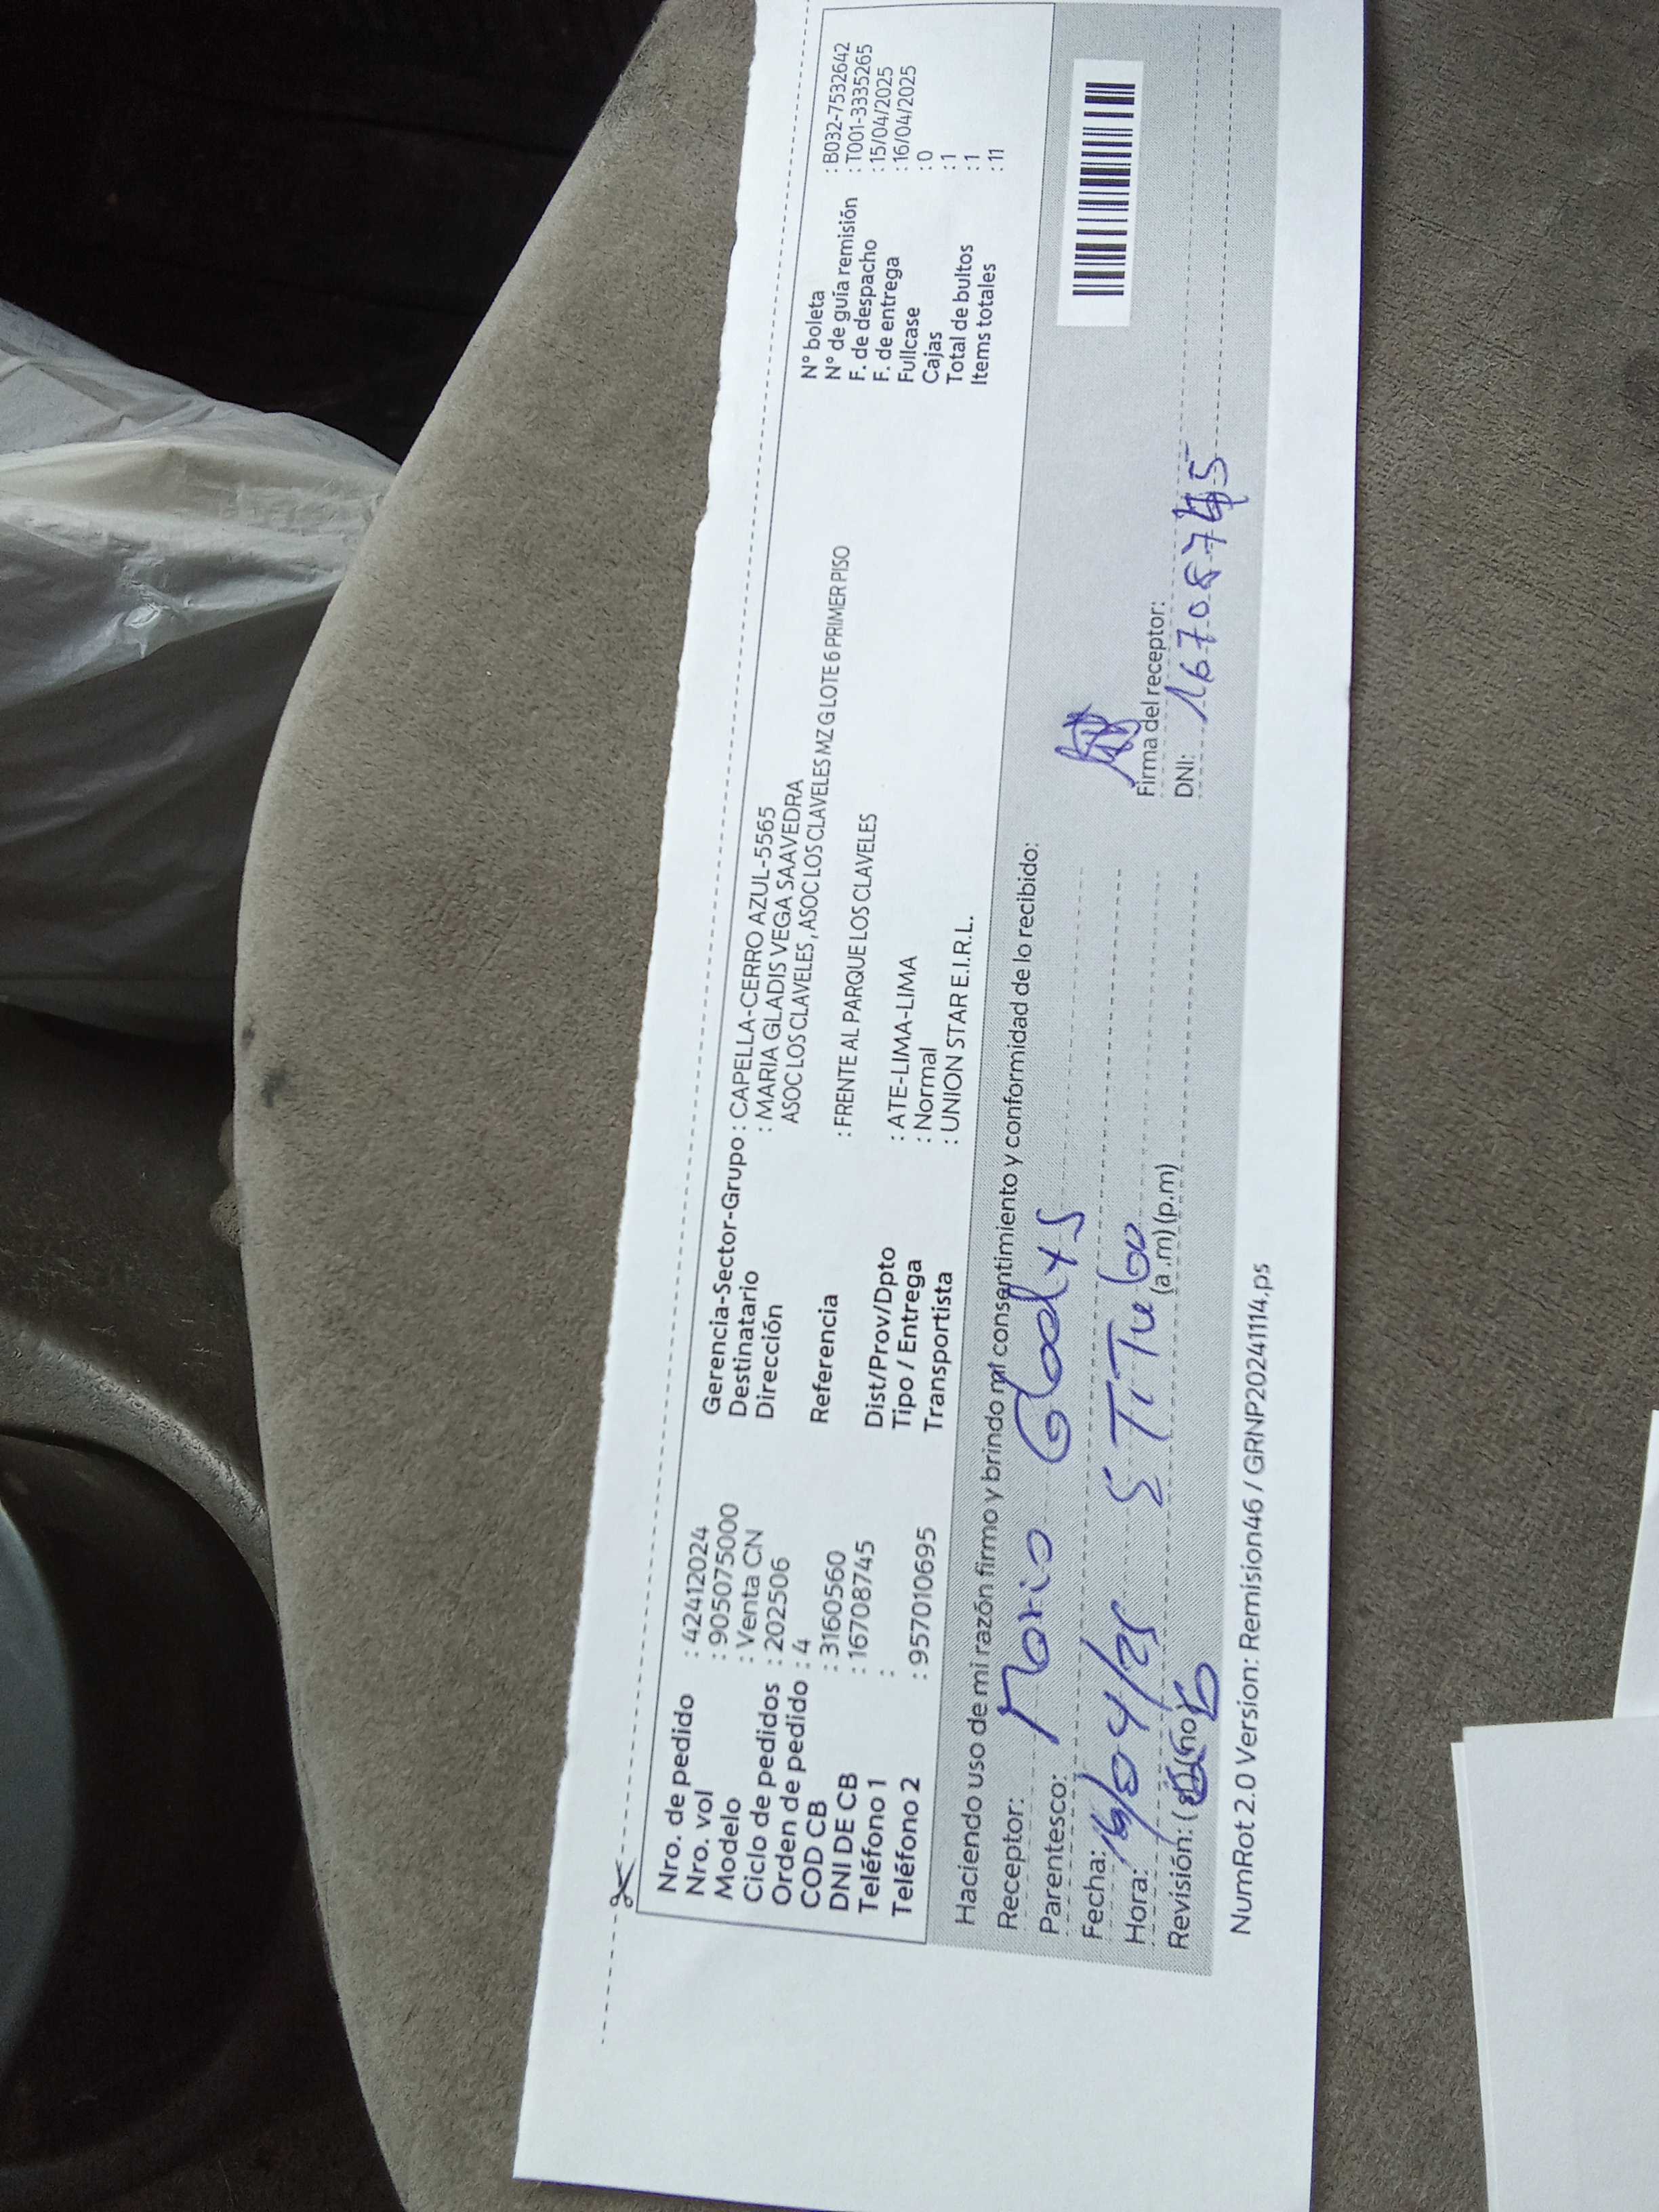 Nro. de pedido : 42412024
Nro. vol : 9050750000
Modelo : Venta CN
Ciclo de pedidos : 202506
Orden de pedido : 4
COD CB : 3160560
DNI DE CB : 16708745
Teléfono 1 :
Teléfono 2 : 957010695
Gerencia-Sector-Grupo : CAPELLA-CERRO AZUL-5565
Destinatario : MARIA GLADIS VEGA SAAVEDRA
Dirección ASOC LOS CLAVELES , ASOC LOS CLAVELES MZ G LOTE 6 PRIMER PISO
Referencia : FRENTE AL PARQUE LOS CLAVELES
Dist/Prov/Dpto : ATE-LIMA-LIMA
Tipo / Entrega : Normal
Transportista : UNION STAR E.I.R.L.
N° boleta : B032-7532642
N° de guía remisión : T001-3335265
F. de despacho : 15/04/2025
F. de entrega : 16/04/2025
Fullcase : 0
Cajas : 1
Total de bultos : 1
Items totales : 11
Haciendo uso de mi razón firmo y brindo mi consentimiento y conformidad de lo recibido:
Receptor: Maria Gladys
Parentesco:
Fecha: 16/04/25
Hora: (a .m) (p.m)
Revisión:
Firma del receptor:
DNI: 16708745
NumRot 2.0 Version: Remision46 / GRNP20241114.ps